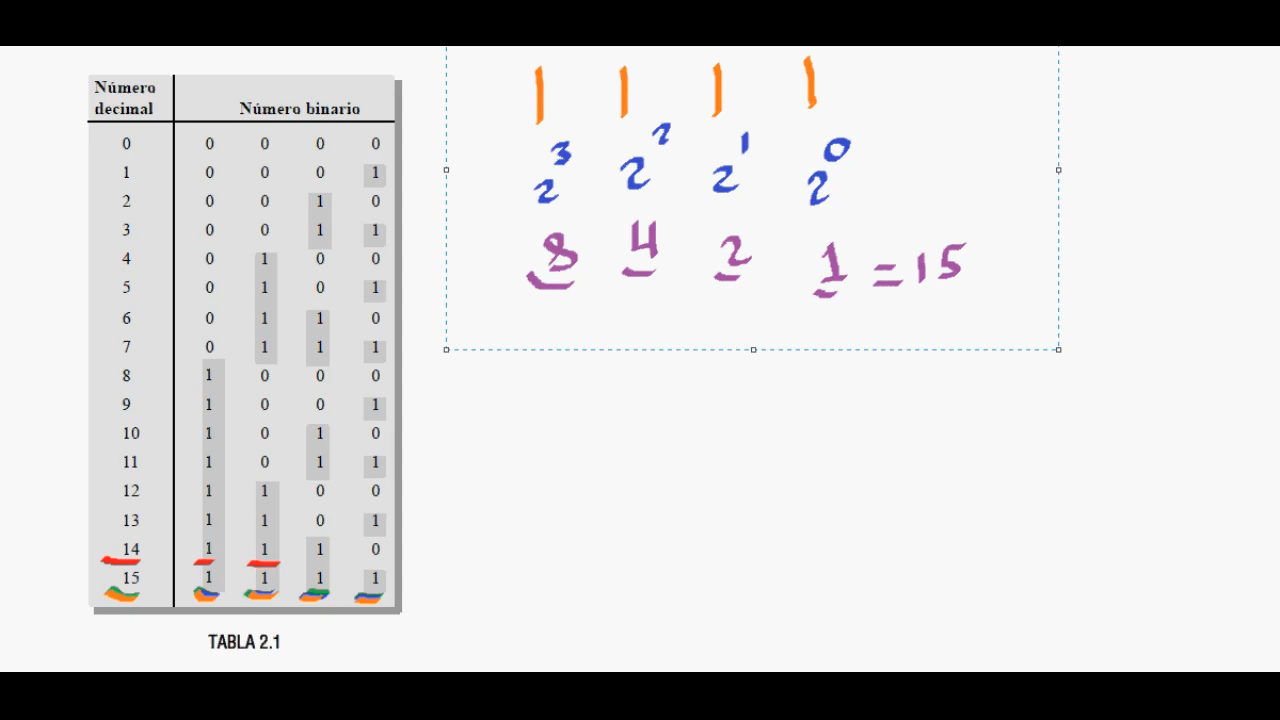 Número decimal Número binario
0 0 0 0 0
1 0 0 0 1
2 0 0 1 0
3 0 0 1 1
4 0 1 0 0
5 0 1 0 1
6 0 1 1 0
7 0 1 1 1
8 1 0 0 0
9 1 0 0 1
10 1 0 1 0
11 1 0 1 1
12 1 1 0 0
13 1 1 0 1
14 1 1 1 0
15 1 1 1 1
TABLA 2.1
1 1 1 1
2³ 2² 2¹ 2⁰
8 4 2 1 = 15